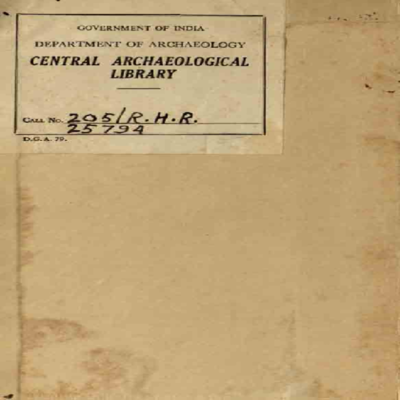 GOVERNMENT OF INDIA
DEPARTMENT OF ARCHAEOLOGY
CENTRAL ARCHAEOLOGICAL
LIBRARY
CALL No. 205/R.H.R.
25794
D.G.A. 79.